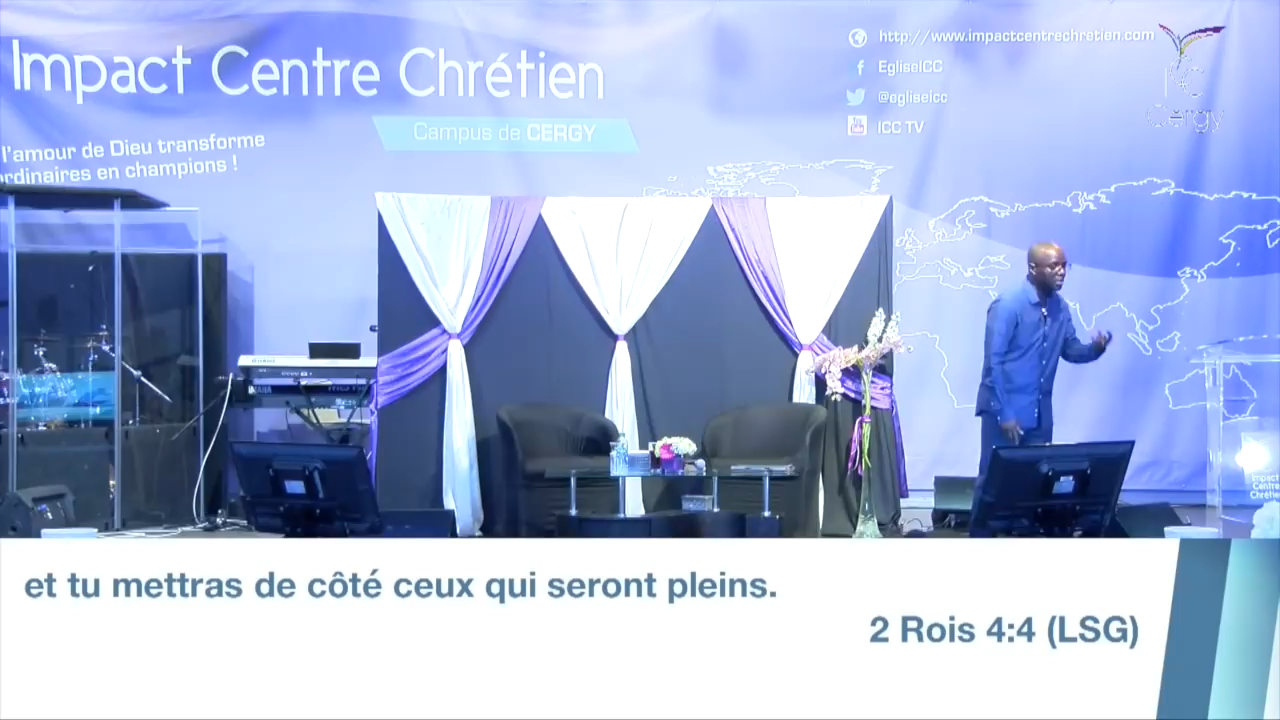 Impact Centre Chrétien
Campus de CERGY
l'amour de Dieu transforme
rdinaires en champions !
http://www.impactcentrechretien.com
EgliseICC
@egliseicc
ICC TV
ICC
Cergy
YAMAHA
Impact
Centre
Chrétien
et tu mettras de côté ceux qui seront pleins.
2 Rois 4:4 (LSG)